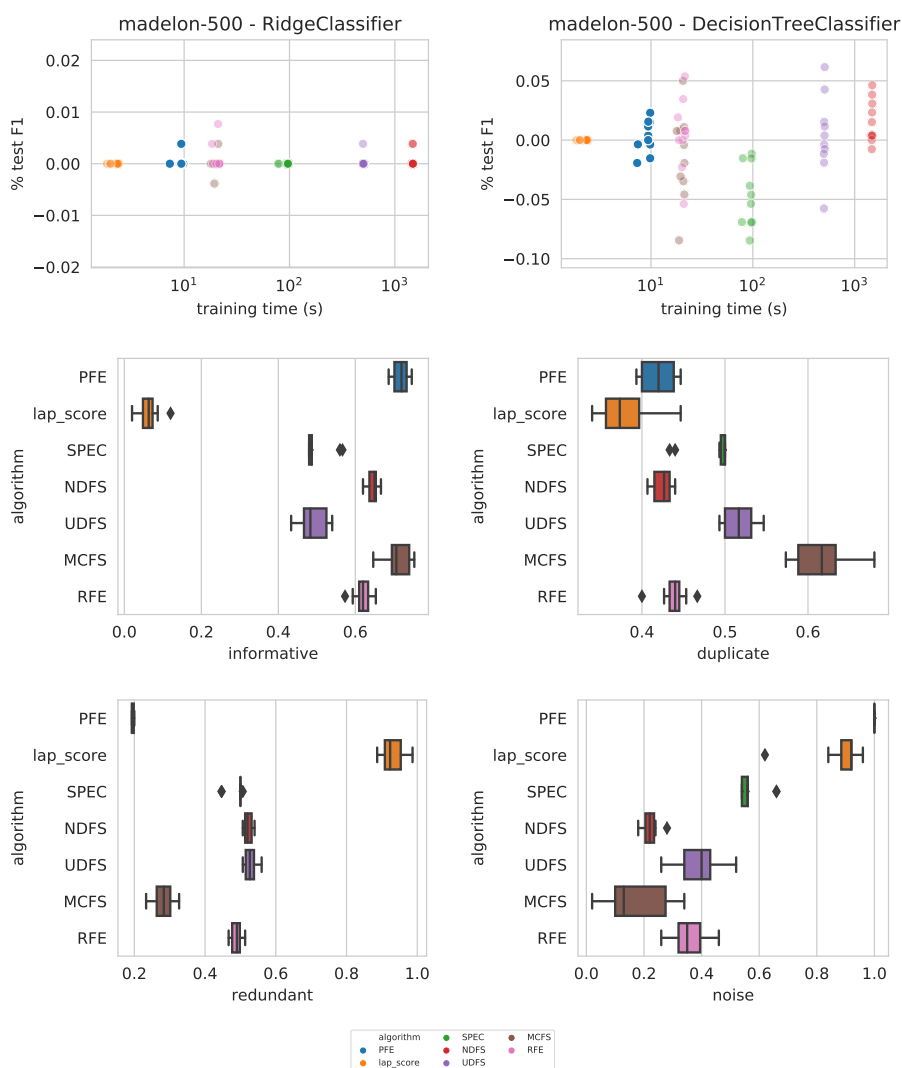 madelon-500 - RidgeClassifier
madelon-500 - DecisionTreeClassifier
% test F1
0.02
0.01
0.00
−0.01
−0.02
10¹ 10² 10³
training time (s)
% test F1
0.05
0.00
−0.05
−0.10
10¹ 10² 10³
training time (s)
algorithm
PFE
lap_score
SPEC
NDFS
UDFS
MCFS
RFE
0.0 0.2 0.4 0.6
informative
algorithm
PFE
lap_score
SPEC
NDFS
UDFS
MCFS
RFE
0.4 0.5 0.6
duplicate
algorithm
PFE
lap_score
SPEC
NDFS
UDFS
MCFS
RFE
0.2 0.4 0.6 0.8 1.0
redundant
algorithm
PFE
lap_score
SPEC
NDFS
UDFS
MCFS
RFE
0.0 0.2 0.4 0.6 0.8 1.0
noise
algorithm SPEC MCFS
PFE NDFS RFE
lap_score UDFS